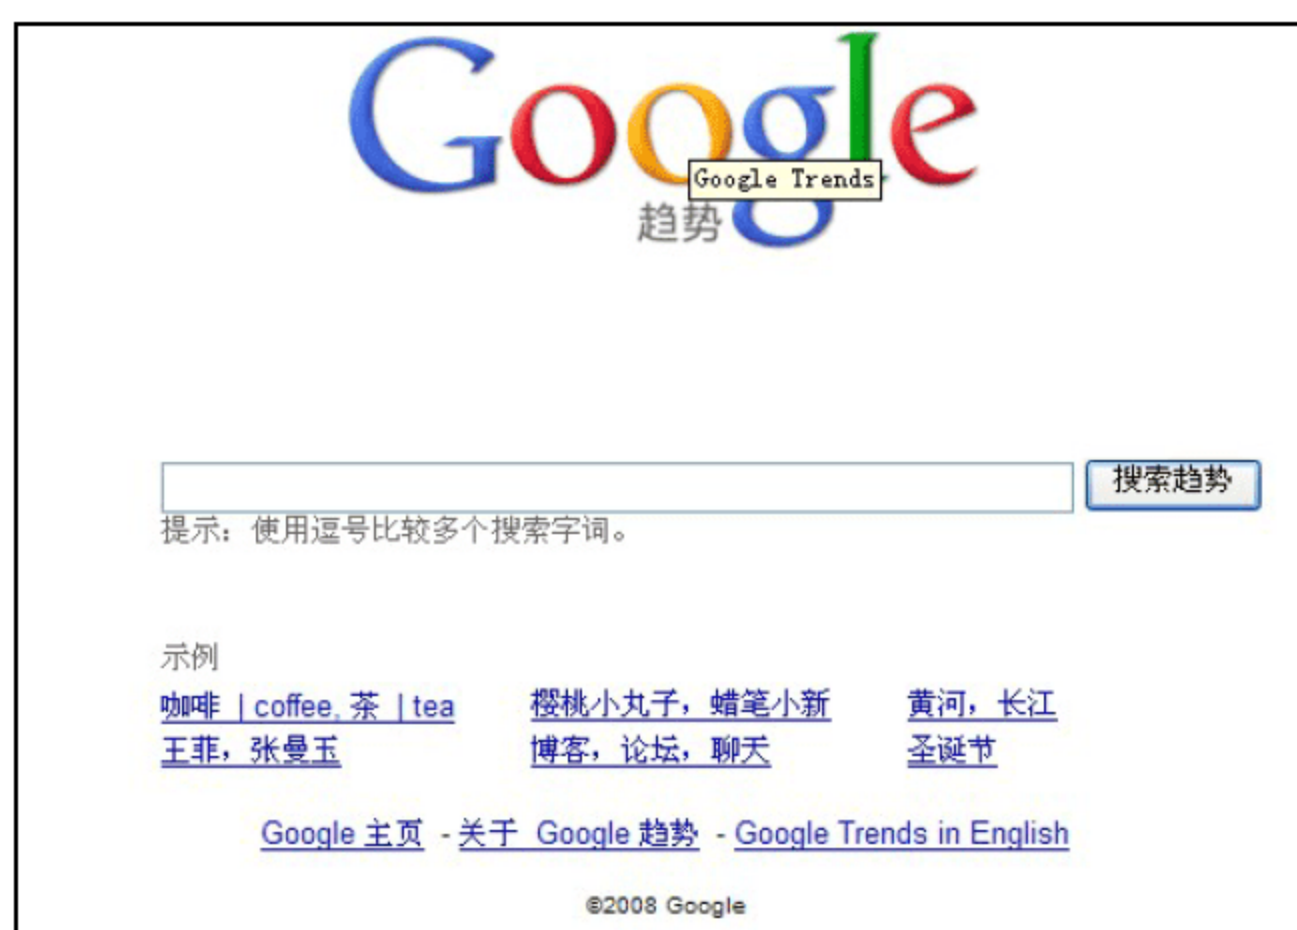 Google
Google Trends
趋势
搜索趋势
提示：使用逗号比较多个搜索字词。
示例
咖啡 | coffee, 茶 | tea 樱桃小丸子，蜡笔小新 黄河，长江
王菲，张曼玉 博客，论坛，聊天 圣诞节
Google 主页 - 关于 Google 趋势 - Google Trends in English
©2008 Google